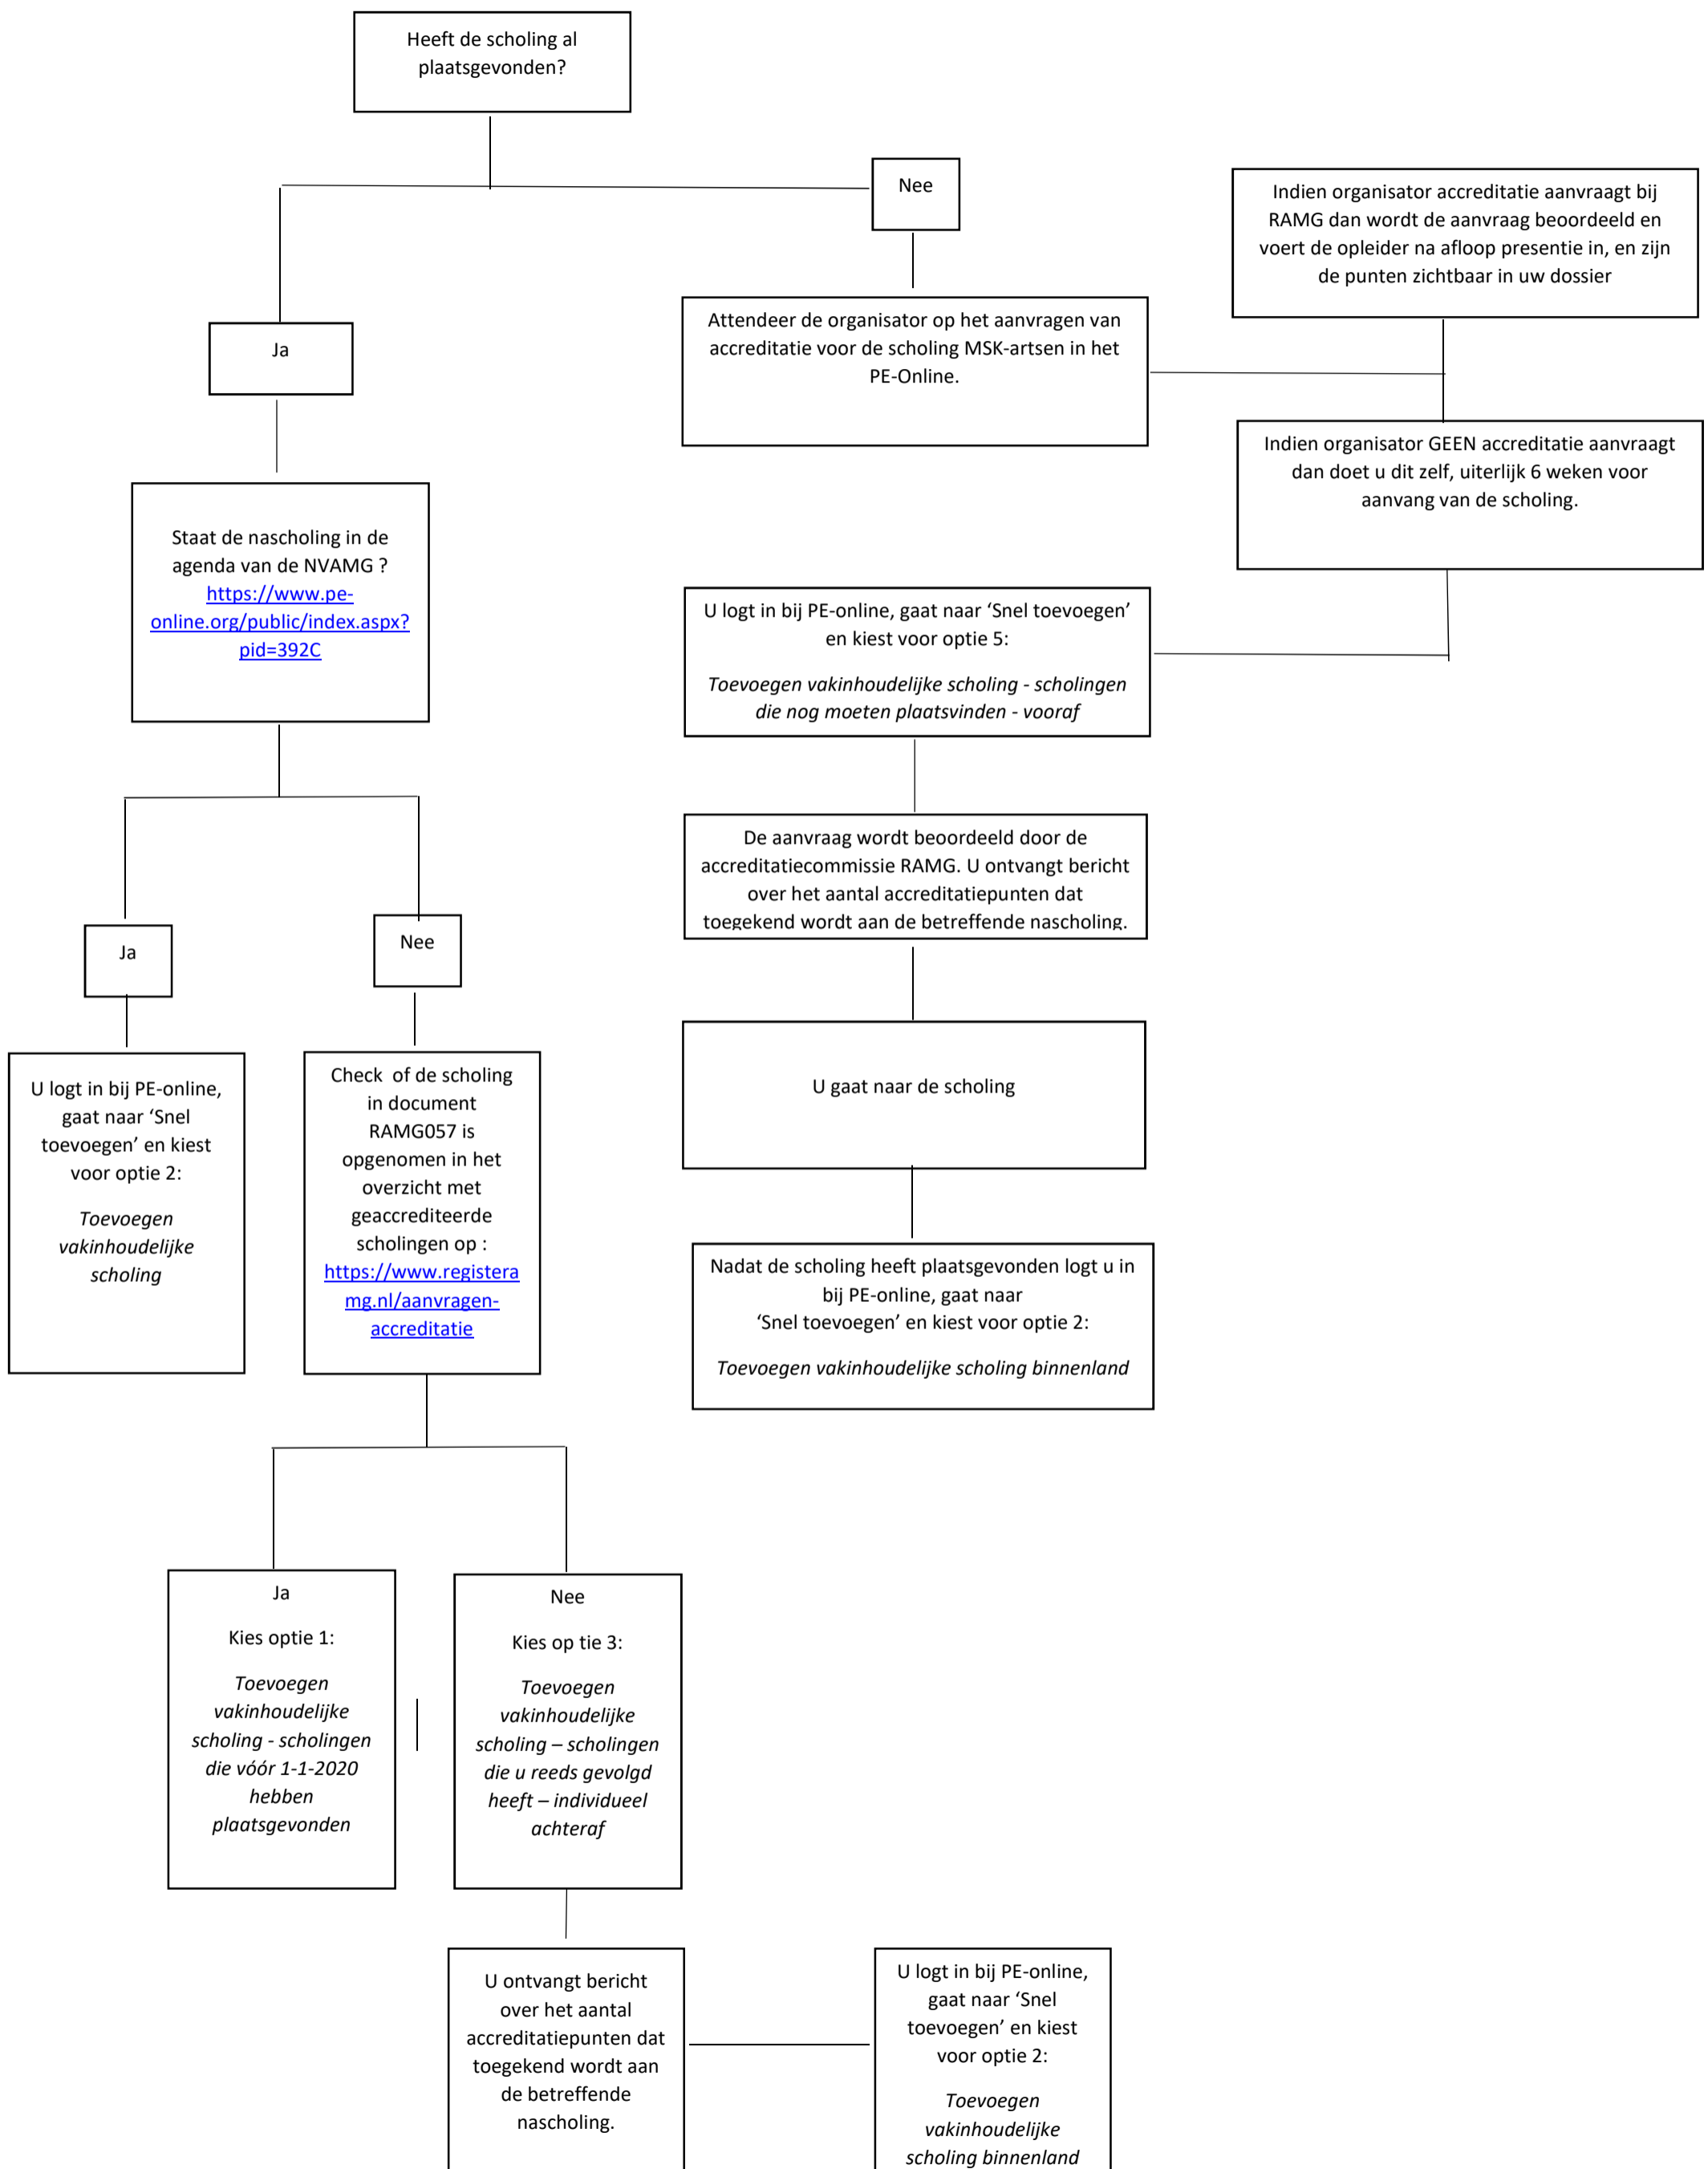 Heeft de scholing al
plaatsgevonden?
Nee
Indien organisator accreditatie aanvraagt bij
RAMG dan wordt de aanvraag beoordeeld en
voert de opleider na afloop presentie in, en zijn
de punten zichtbaar in uw dossier
Attendeer de organisator op het aanvragen van
accreditatie voor de scholing MSK-artsen in het
PE-Online.
Ja
Indien organisator GEEN accreditatie aanvraagt
dan doet u dit zelf, uiterlijk 6 weken voor
aanvang van de scholing.
Staat de nascholing in de
agenda van de NVAMG ?
https://www.pe-
online.org/public/index.aspx?
pid=392C
U logt in bij PE-online, gaat naar ‘Snel toevoegen’
en kiest voor optie 5:
Toevoegen vakinhoudelijke scholing - scholingen
die nog moeten plaatsvinden - vooraf
De aanvraag wordt beoordeeld door de
accreditatiecommissie RAMG. U ontvangt bericht
over het aantal accreditatiepunten dat
toegekend wordt aan de betreffende nascholing.
Ja
Nee
U gaat naar de scholing
U logt in bij PE-online,
gaat naar ‘Snel
toevoegen’ en kiest
voor optie 2:
Toevoegen
vakinhoudelijke
scholing
Check  of de scholing
in document
RAMG057 is
opgenomen in het
overzicht met
geaccrediteerde
scholingen op :
https://www.registera
mg.nl/aanvragen-
accreditatie
Nadat de scholing heeft plaatsgevonden logt u in
bij PE-online, gaat naar
‘Snel toevoegen’ en kiest voor optie 2:
Toevoegen vakinhoudelijke scholing binnenland
Ja
Kies optie 1:
Toevoegen
vakinhoudelijke
scholing - scholingen
die vóór 1-1-2020
hebben
plaatsgevonden
Nee
Kies op tie 3:
Toevoegen
vakinhoudelijke
scholing – scholingen
die u reeds gevolgd
heeft – individueel
achteraf
U ontvangt bericht
over het aantal
accreditatiepunten dat
toegekend wordt aan
de betreffende
nascholing.
U logt in bij PE-online,
gaat naar ‘Snel
toevoegen’ en kiest
voor optie 2:
Toevoegen
vakinhoudelijke
scholing binnenland